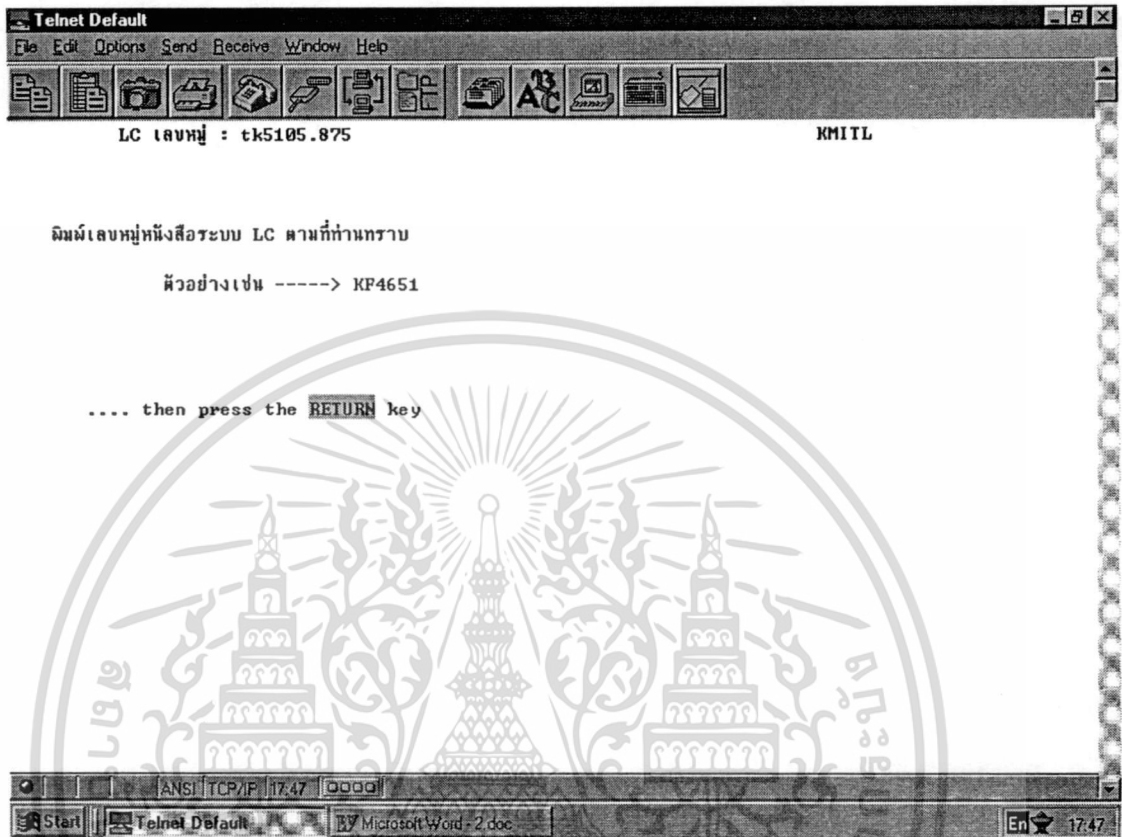 Telnet Default
File Edit Options Send Receive Window Help
FTP
LC เลขหมู่ : tk5105.875 KMITL
พิมพ์เลขหมู่หนังสือระบบ LC ตามที่ท่านทราบ
ตัวอย่างเช่น -----> KF4651
.... then press the RETURN key
ANSI TCP/IP 17:47
Start Telnet Default Microsoft Word - 2.doc En 17:47